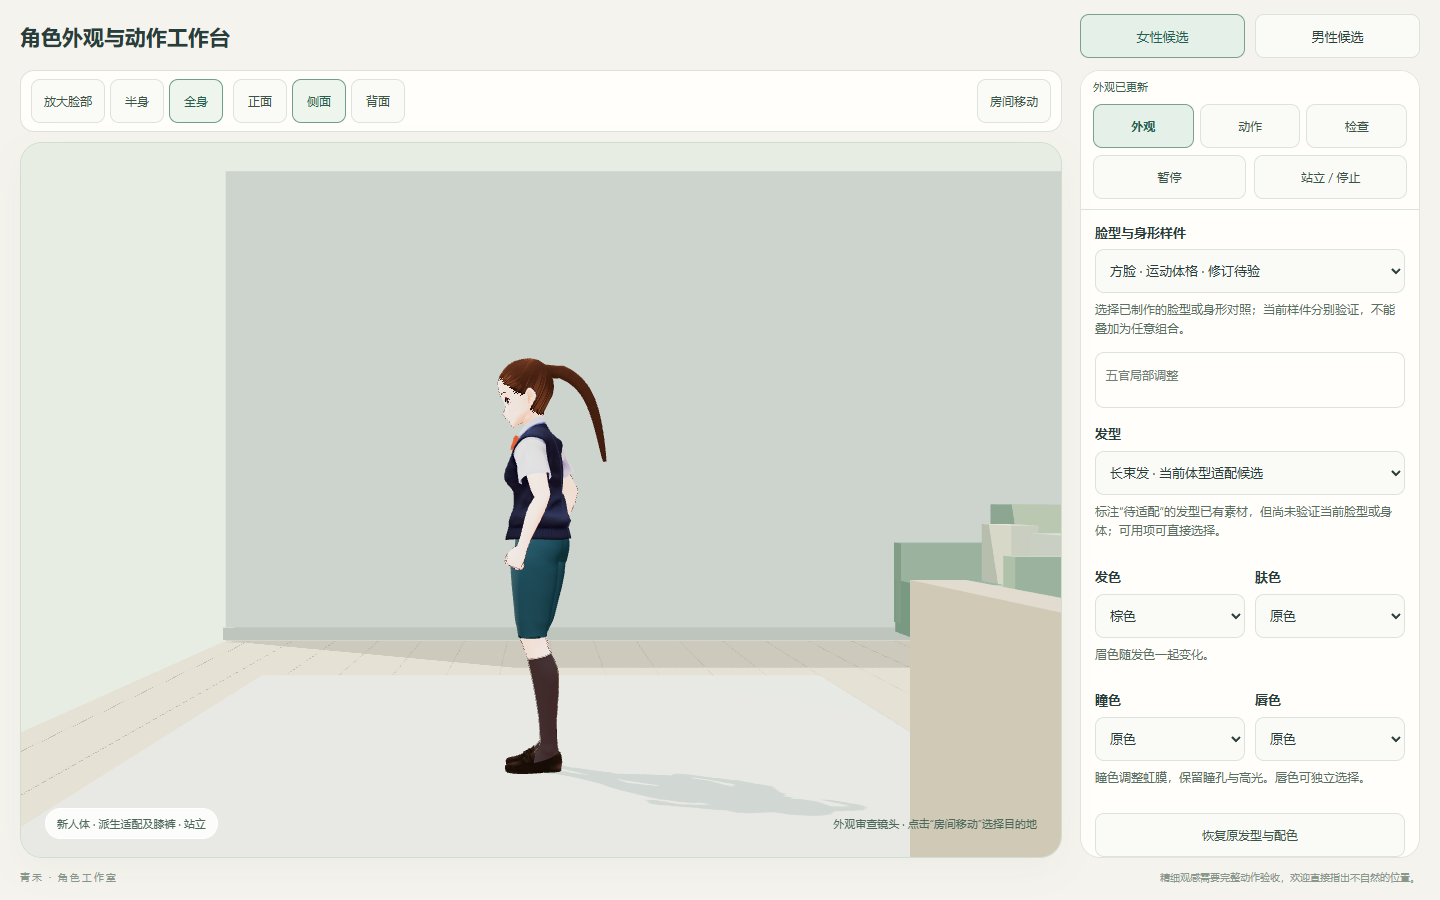 角色外观与动作工作台
女性候选
男性候选
放大脸部
半身
全身
正面
侧面
背面
房间移动
外观已更新
外观
动作
检查
暂停
站立 / 停止
脸型与身形样件
方脸 · 运动体格 · 修订待验
选择已制作的脸型或身形对照；当前样件分别验证，不能
叠加为任意组合。
五官局部调整
发型
长束发 · 当前体型适配候选
标注“待适配”的发型已有素材，但尚未验证当前脸型或身
体；可用项可直接选择。
发色
肤色
棕色
原色
眉色随发色一起变化。
瞳色
唇色
原色
原色
瞳色调整虹膜，保留瞳孔与高光。唇色可独立选择。
恢复原发型与配色
新人体 · 派生适配及膝裤 · 站立
外观审查镜头 · 点击“房间移动”选择目的地
青禾 · 角色工作室
精细观感需要完整动作验收，欢迎直接指出不自然的位置。